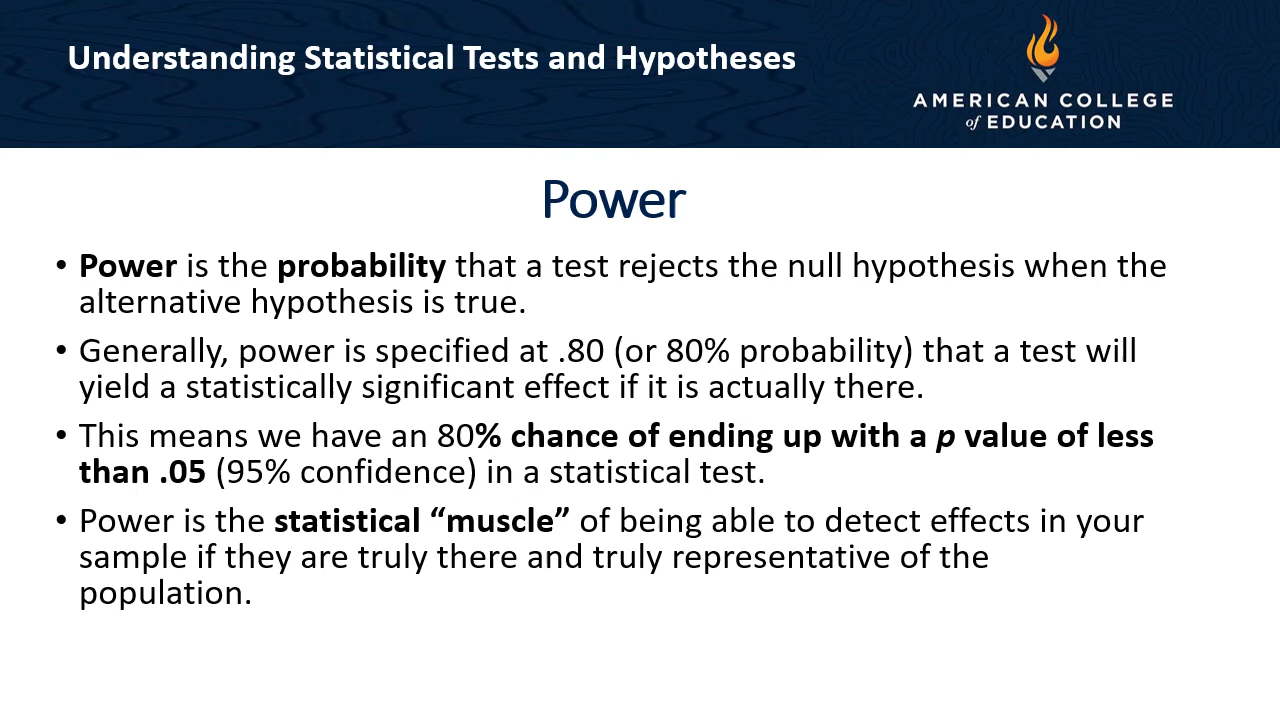 Understanding Statistical Tests and Hypotheses
AMERICAN COLLEGE
of EDUCATION
Power
• Power is the probability that a test rejects the null hypothesis when the
alternative hypothesis is true.
• Generally, power is specified at .80 (or 80% probability) that a test will
yield a statistically significant effect if it is actually there.
• This means we have an 80% chance of ending up with a p value of less
than .05 (95% confidence) in a statistical test.
• Power is the statistical “muscle” of being able to detect effects in your
sample if they are truly there and truly representative of the
population.